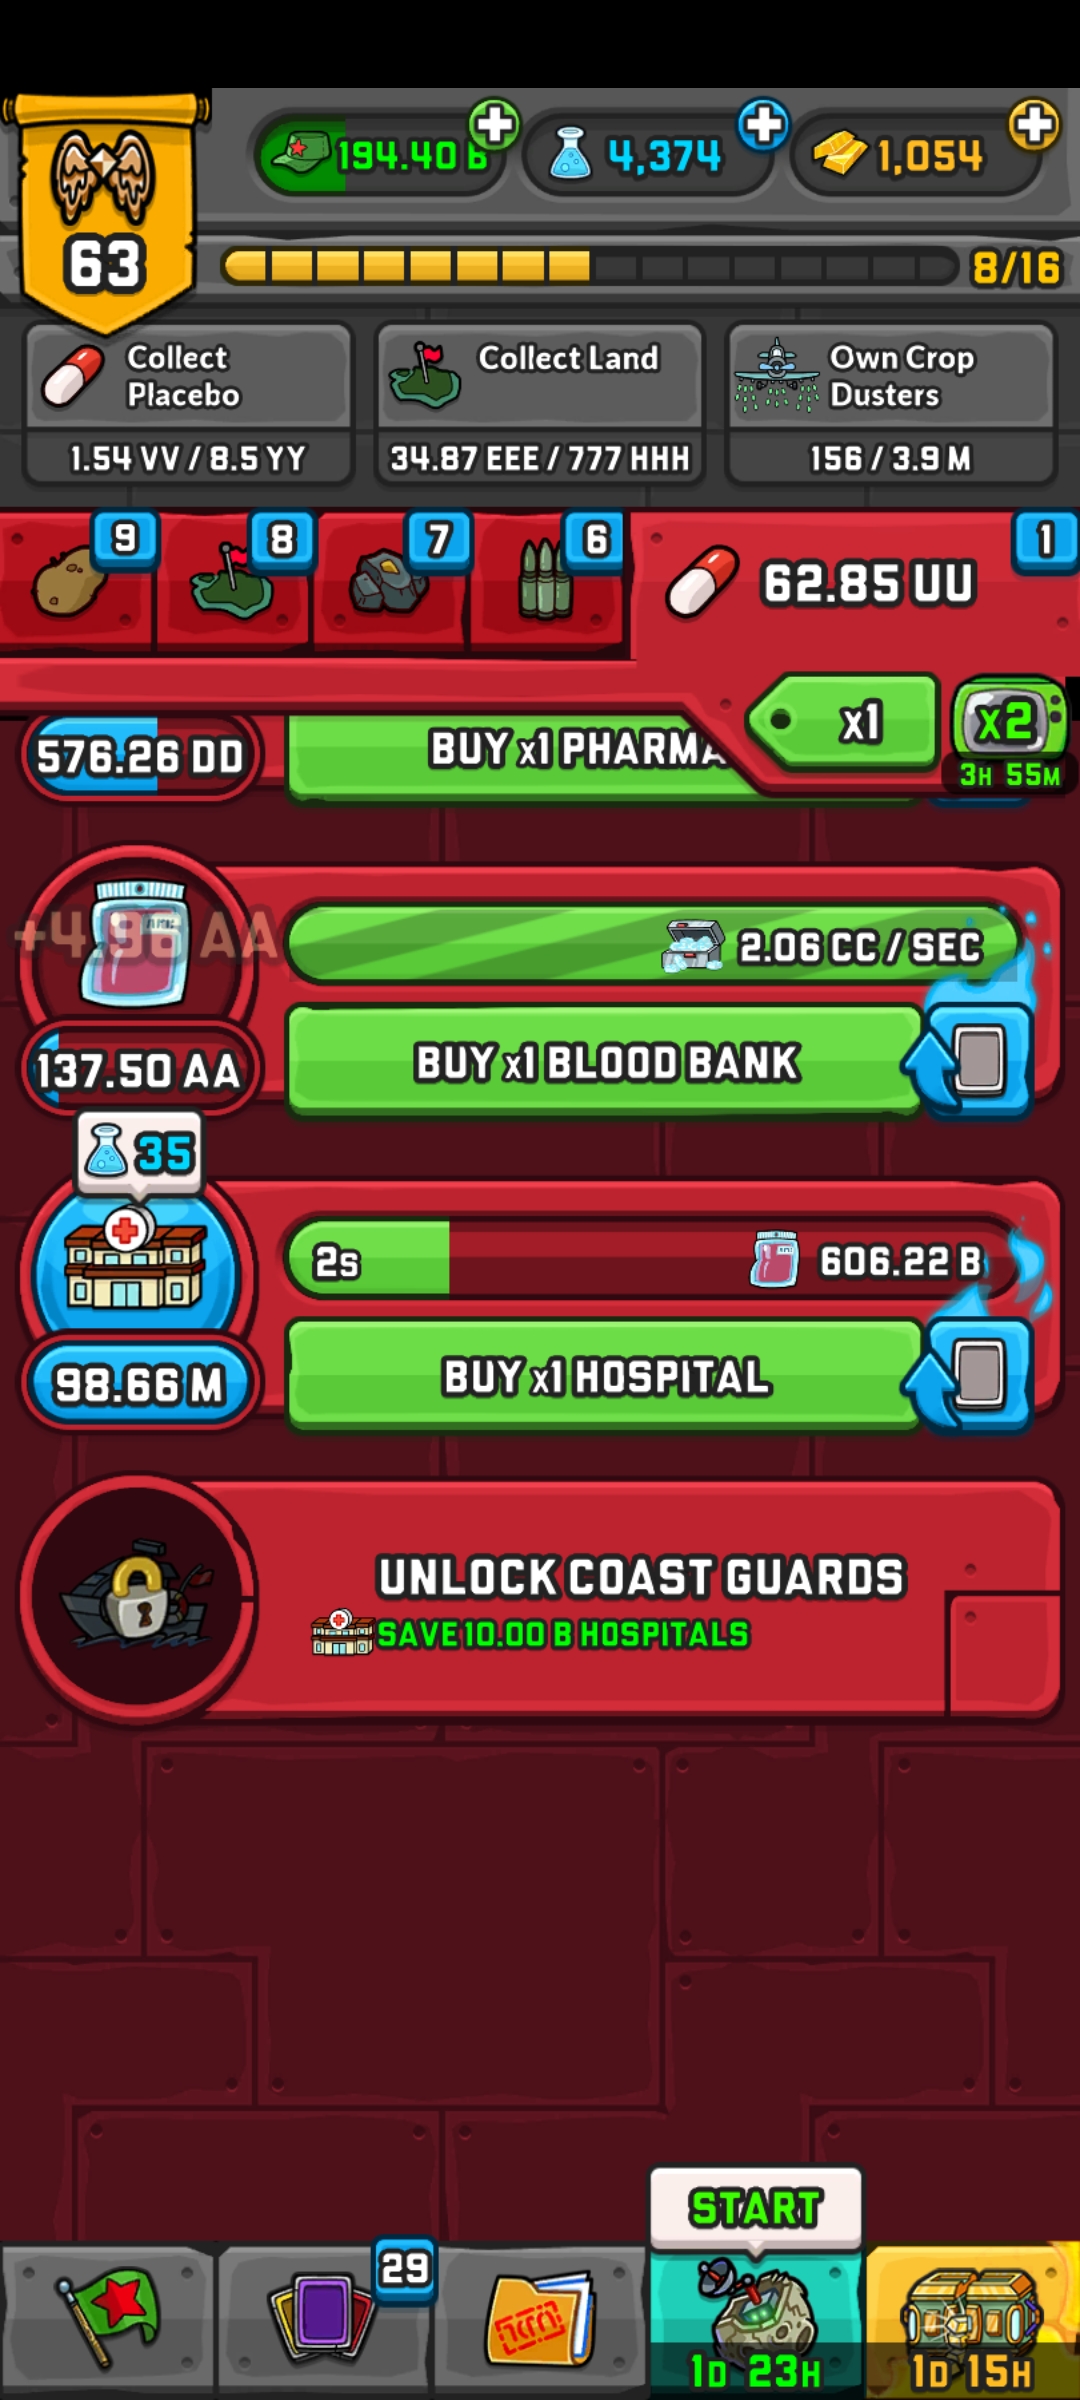 63
194.40 B
4,374
1,054
8/16
Collect
Placebo
1.54 VV / 8.5 YY
Collect Land
34.87 EEE / 777 HHH
Own Crop
Dusters
156 / 3.9 M
9
8
7
6
62.85 UU
1
x1
x2
3H 55M
576.26 DD
BUY x1 PHARMA
+4.96 AA
2.06 CC / SEC
137.50 AA
BUY x1 BLOOD BANK
35
2s
606.22 B
98.66 M
BUY x1 HOSPITAL
UNLOCK COAST GUARDS
SAVE 10.00 B HOSPITALS
START
29
1D 23H
1D 15H